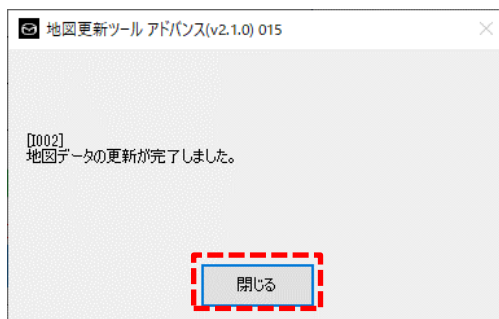 地図更新ツール アドバンス(v2.1.0) 015
[I002]
地図データの更新が完了しました。
閉じる